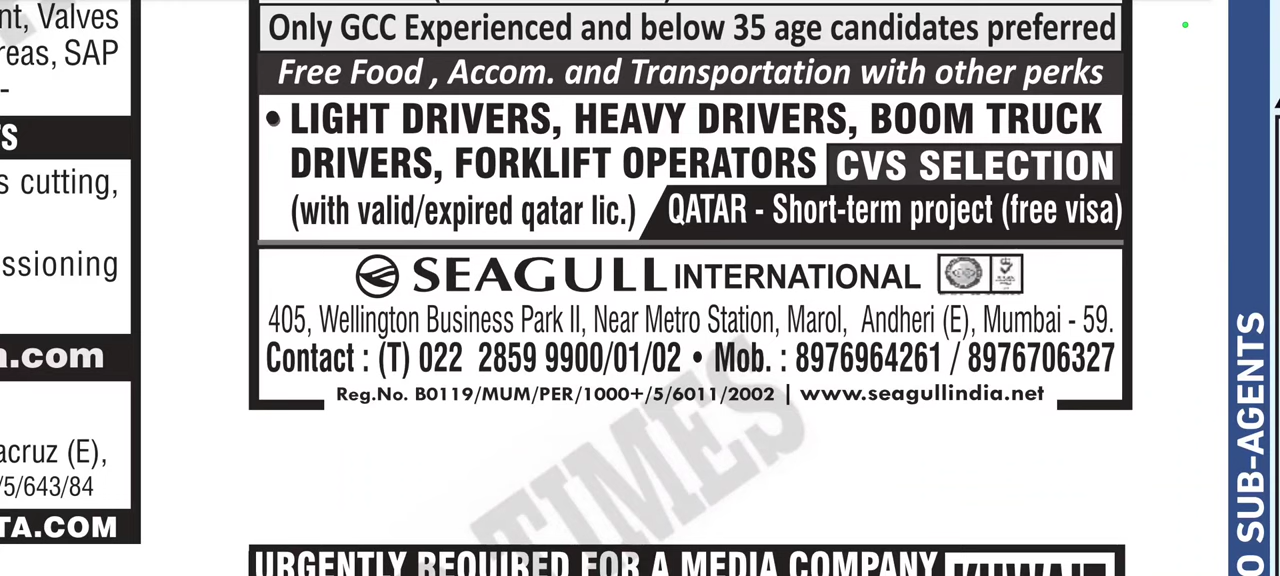 nt, Valves
reas, SAP
-
TS
s cutting,
ssioning
a.com
acruz (E),
/5/643/84
TA.COM
Only GCC Experienced and below 35 age candidates preferred
Free Food , Accom. and Transportation with other perks
• LIGHT DRIVERS, HEAVY DRIVERS, BOOM TRUCK
DRIVERS, FORKLIFT OPERATORS CVS SELECTION
(with valid/expired qatar lic.) QATAR - Short-term project (free visa)
SEAGULL INTERNATIONAL
405, Wellington Business Park II, Near Metro Station, Marol, Andheri (E), Mumbai - 59.
Contact : (T) 022 2859 9900/01/02 • Mob. : 8976964261 / 8976706327
Reg.No. B0119/MUM/PER/1000+/5/6011/2002 | www.seagullindia.net
TIMES
URGENTLY REQUIRED FOR A MEDIA COMPANY KUWAIT
O SUB-AGENTS